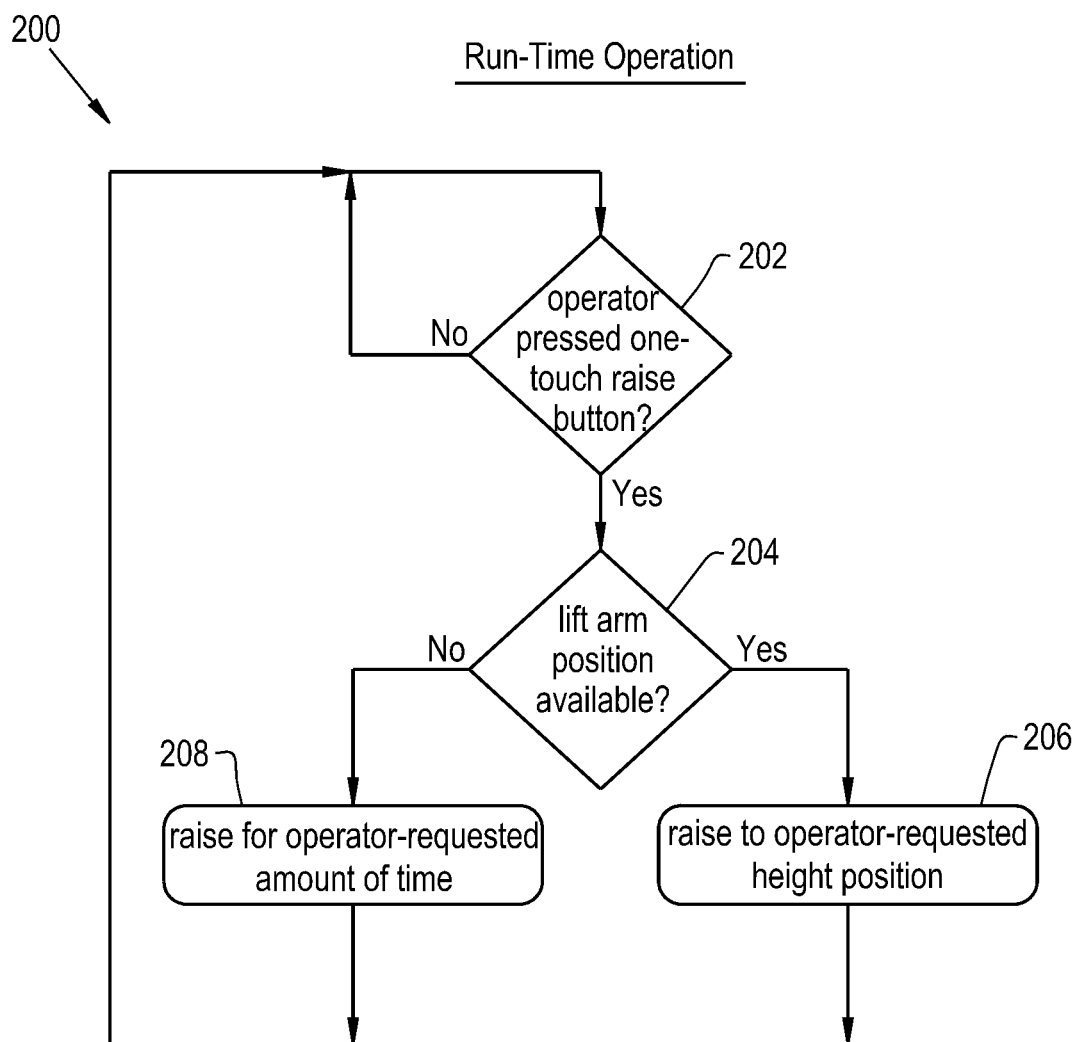 200
Run-Time Operation
202
operator
pressed one-
touch raise
button?
No
Yes
204
lift arm
position
available?
No
Yes
208
206
raise for operator-requested
amount of time
raise to operator-requested
height position